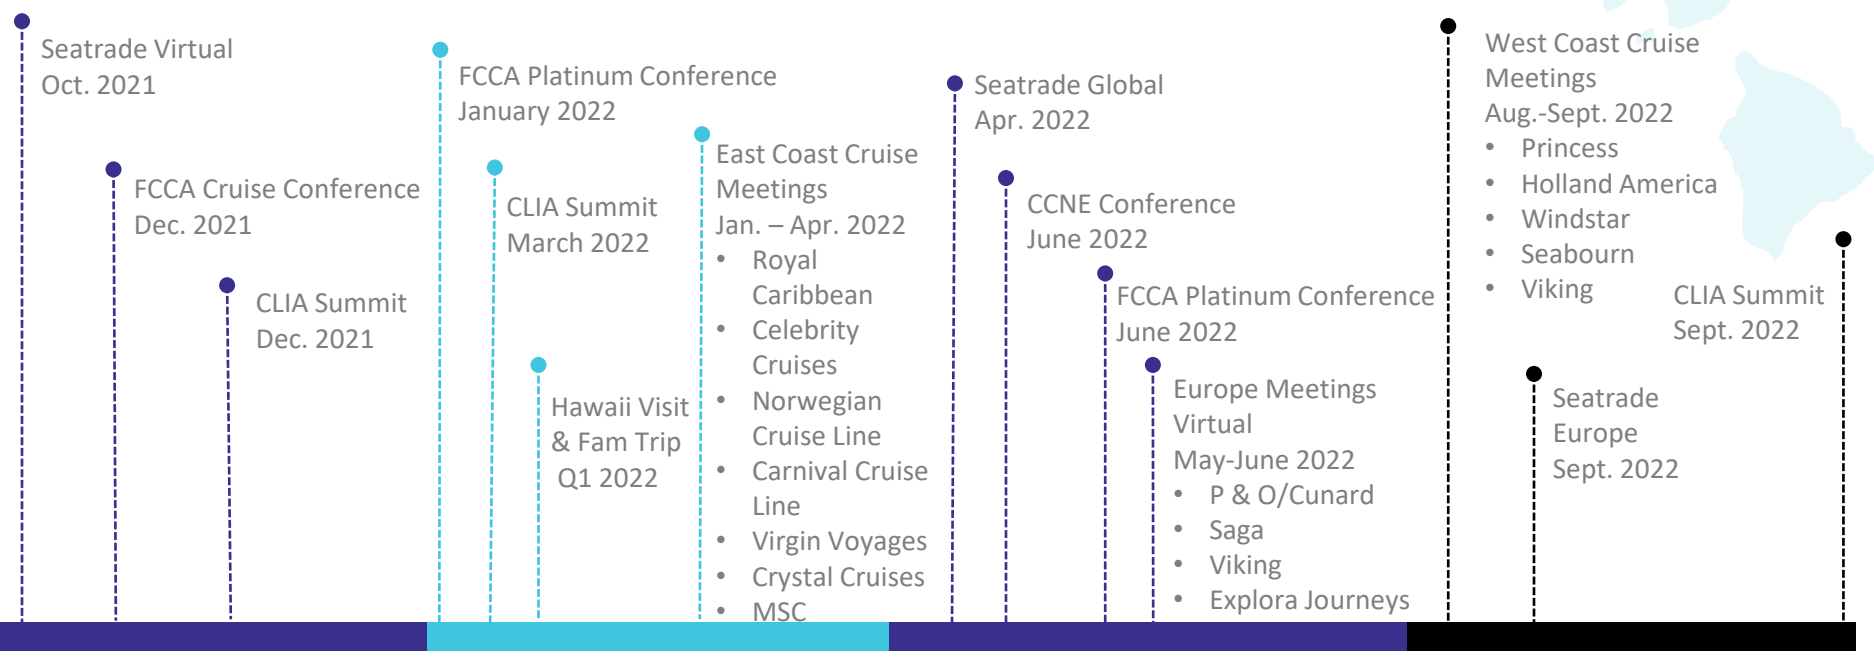 Seatrade Virtual
Oct. 2021
FCCA Cruise Conference
Dec. 2021
CLIA Summit
Dec. 2021
FCCA Platinum Conference
January 2022
CLIA Summit
March 2022
Hawaii Visit
& Fam Trip
Q1 2022
East Coast Cruise
Meetings
Jan. – Apr. 2022
• Royal
Caribbean
• Celebrity
Cruises
• Norwegian
Cruise Line
• Carnival Cruise
Line
• Virgin Voyages
• Crystal Cruises
• MSC
Seatrade Global
Apr. 2022
CCNE Conference
June 2022
FCCA Platinum Conference
June 2022
Europe Meetings
Virtual
May-June 2022
• P & O/Cunard
• Saga
• Viking
• Explora Journeys
West Coast Cruise
Meetings
Aug.-Sept. 2022
• Princess
• Holland America
• Windstar
• Seabourn
• Viking
Seatrade
Europe
Sept. 2022
CLIA Summit
Sept. 2022